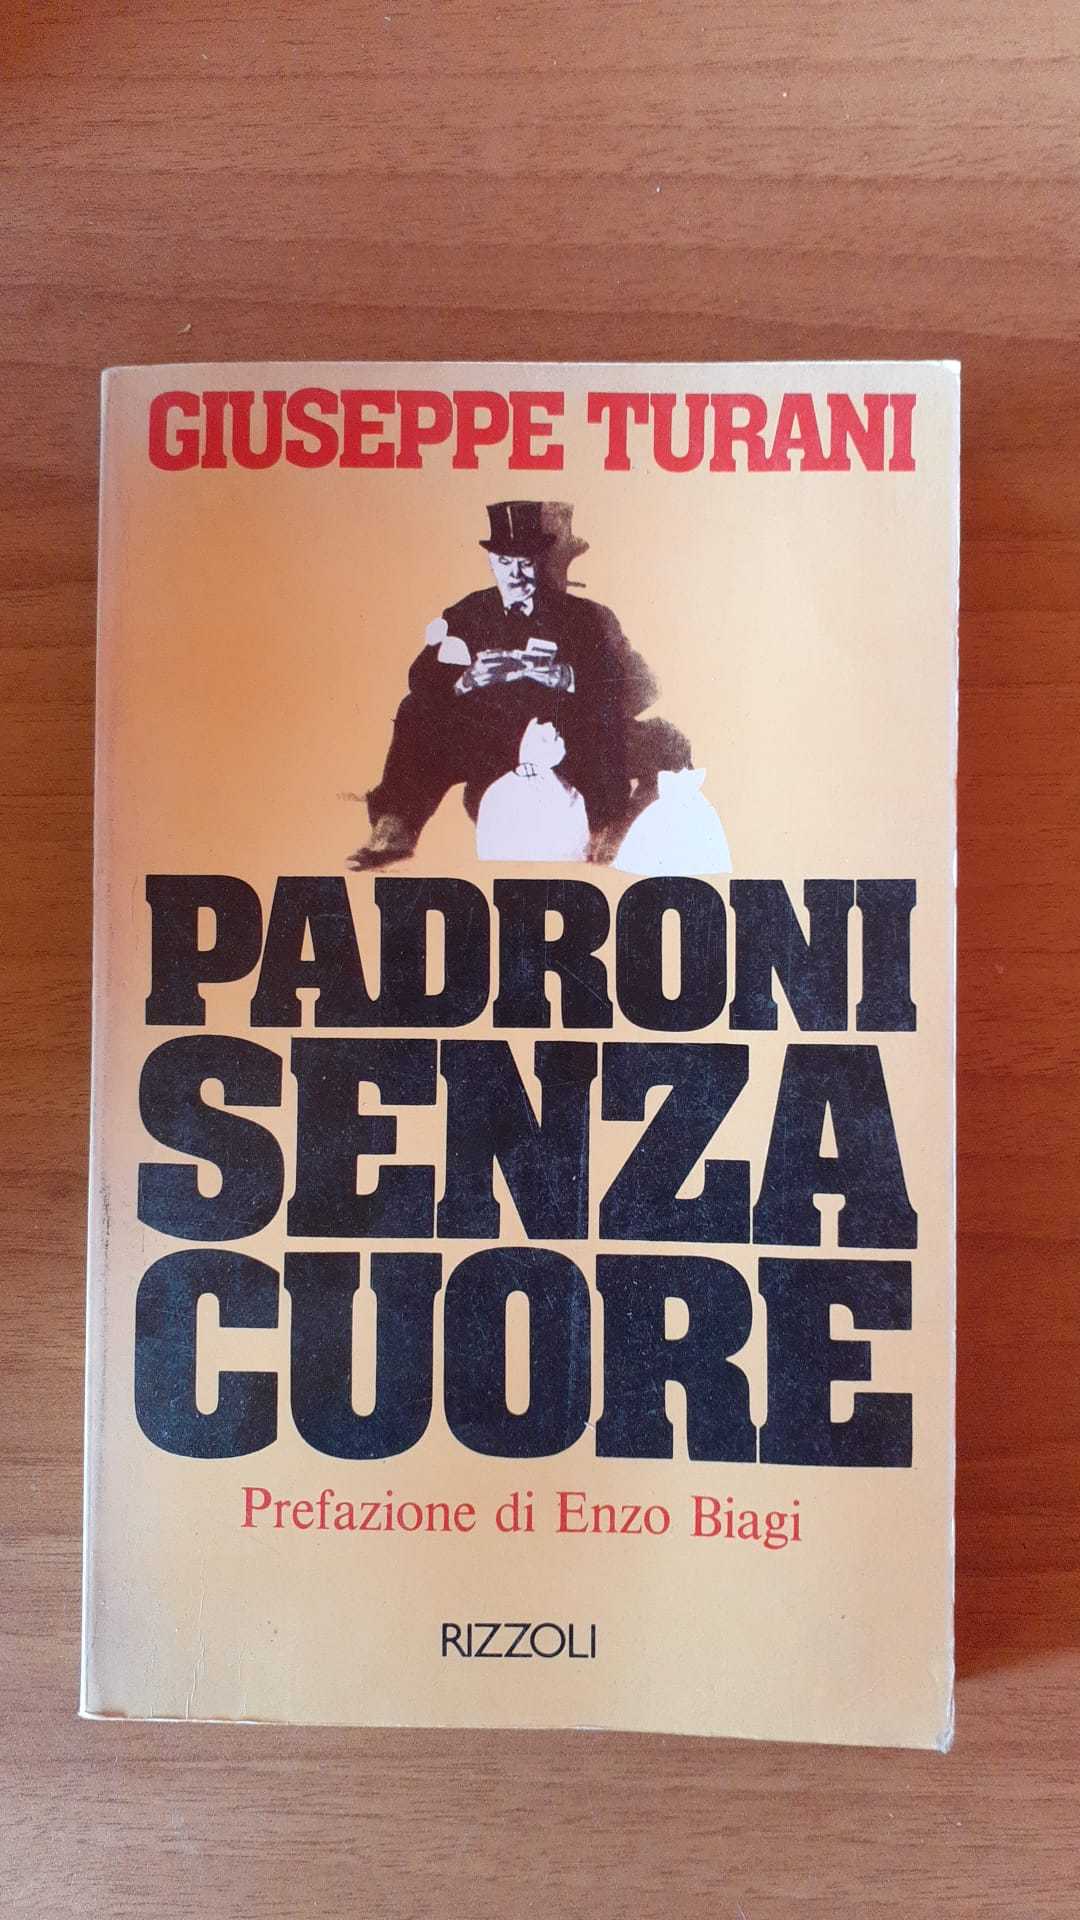 GIUSEPPE TURANI
PADRONI
SENZA
CUORE
Prefazione di Enzo Biagi
RIZZOLI